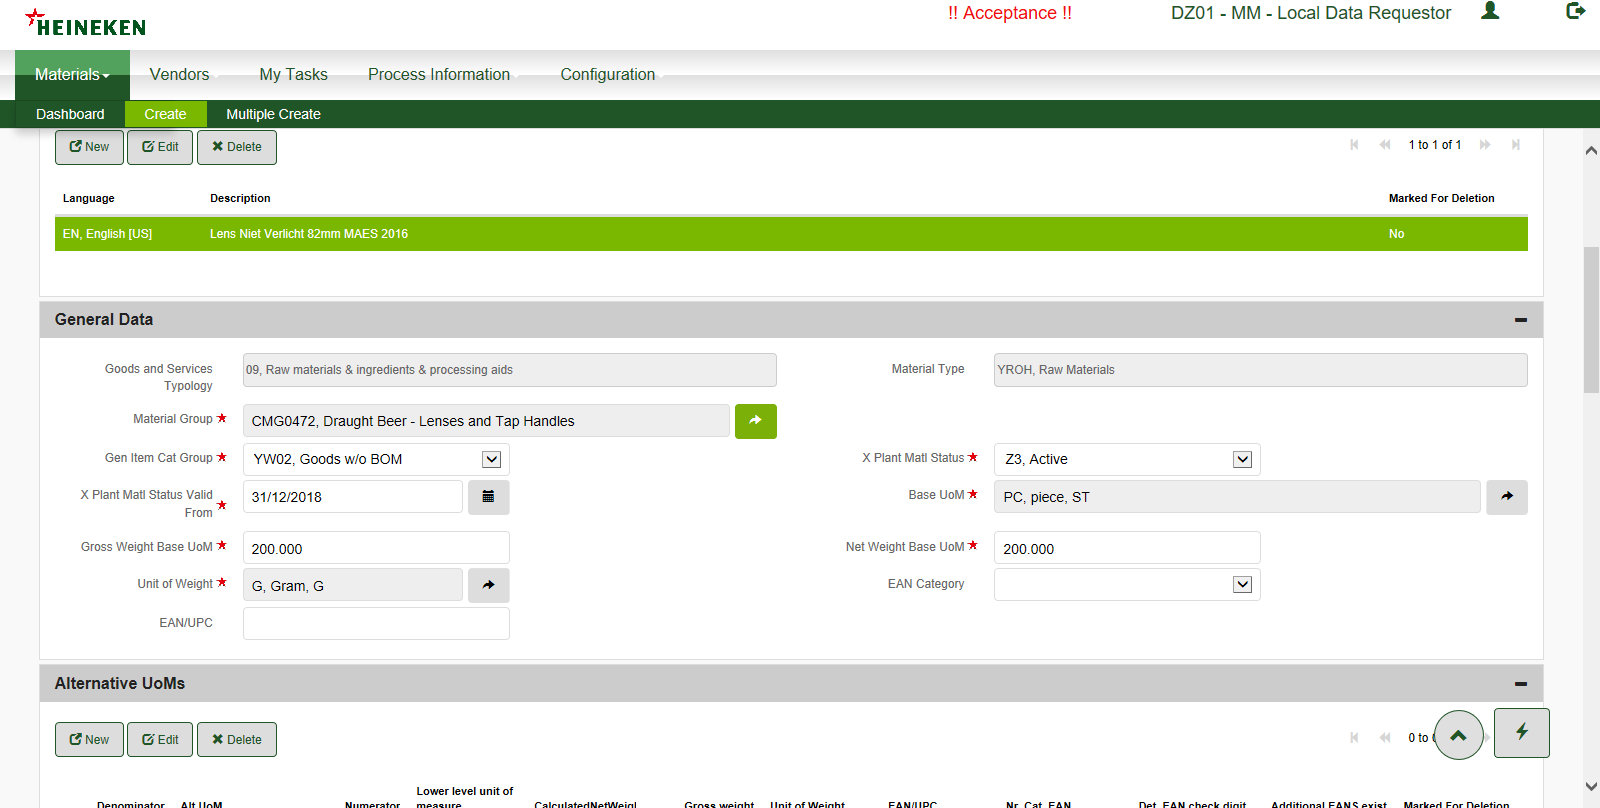 HEINEKEN
!! Acceptance !! DZ01 - MM - Local Data Requestor
Materials Vendors My Tasks Process Information Configuration
Dashboard Create Multiple Create
New Edit Delete 1 to 1 of 1
Language Description Marked For Deletion
EN, English [US] Lens Niet Verlicht 82mm MAES 2016 No
General Data
Goods and Services Typology 09, Raw materials & ingredients & processing aids Material Type YROH, Raw Materials
Material Group CMG0472, Draught Beer - Lenses and Tap Handles
Gen Item Cat Group YW02, Goods w/o BOM X Plant Matl Status Z3, Active
X Plant Matl Status Valid From 31/12/2018 Base UoM PC, piece, ST
Gross Weight Base UoM 200.000 Net Weight Base UoM 200.000
Unit of Weight G, Gram, G EAN Category
EAN/UPC
Alternative UoMs
New Edit Delete 0 to
Denominator Alt UoM Numerator Lower level unit of measure CalculatedNetWeigl Gross weight Unit of Weight EAN/UPC Nr. Cat. EAN Det. EAN check digit Additional EANS exist Marked For Deletion